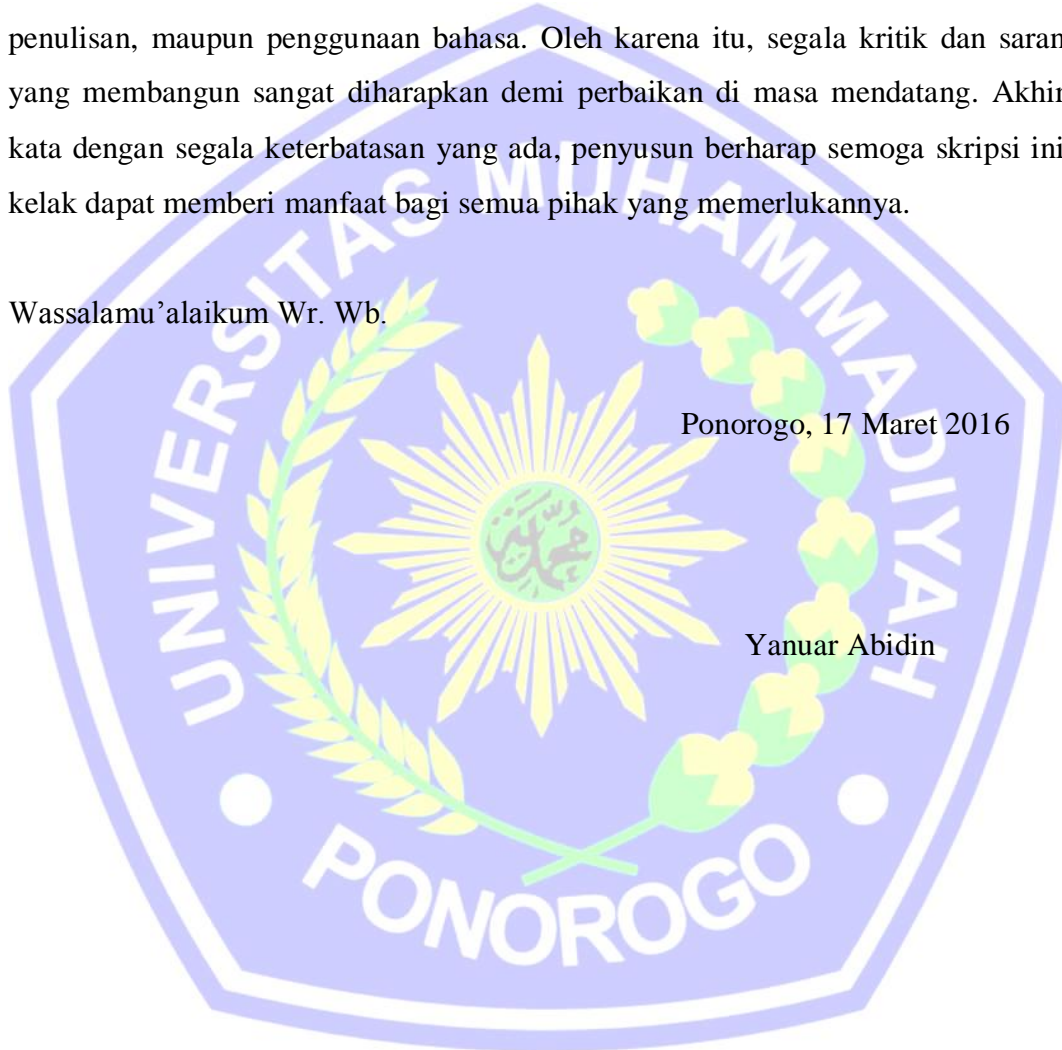 penulisan, maupun penggunaan bahasa. Oleh karena itu, segala kritik dan saran
yang membangun sangat diharapkan demi perbaikan di masa mendatang. Akhir
kata dengan segala keterbatasan yang ada, penyusun berharap semoga skripsi ini
kelak dapat memberi manfaat bagi semua pihak yang memerlukannya.
Wassalamu’alaikum Wr. Wb.
Ponorogo, 17 Maret 2016
Yanuar Abidin
UNIVERSITAS MUHAMMADIYAH
PONOROGO